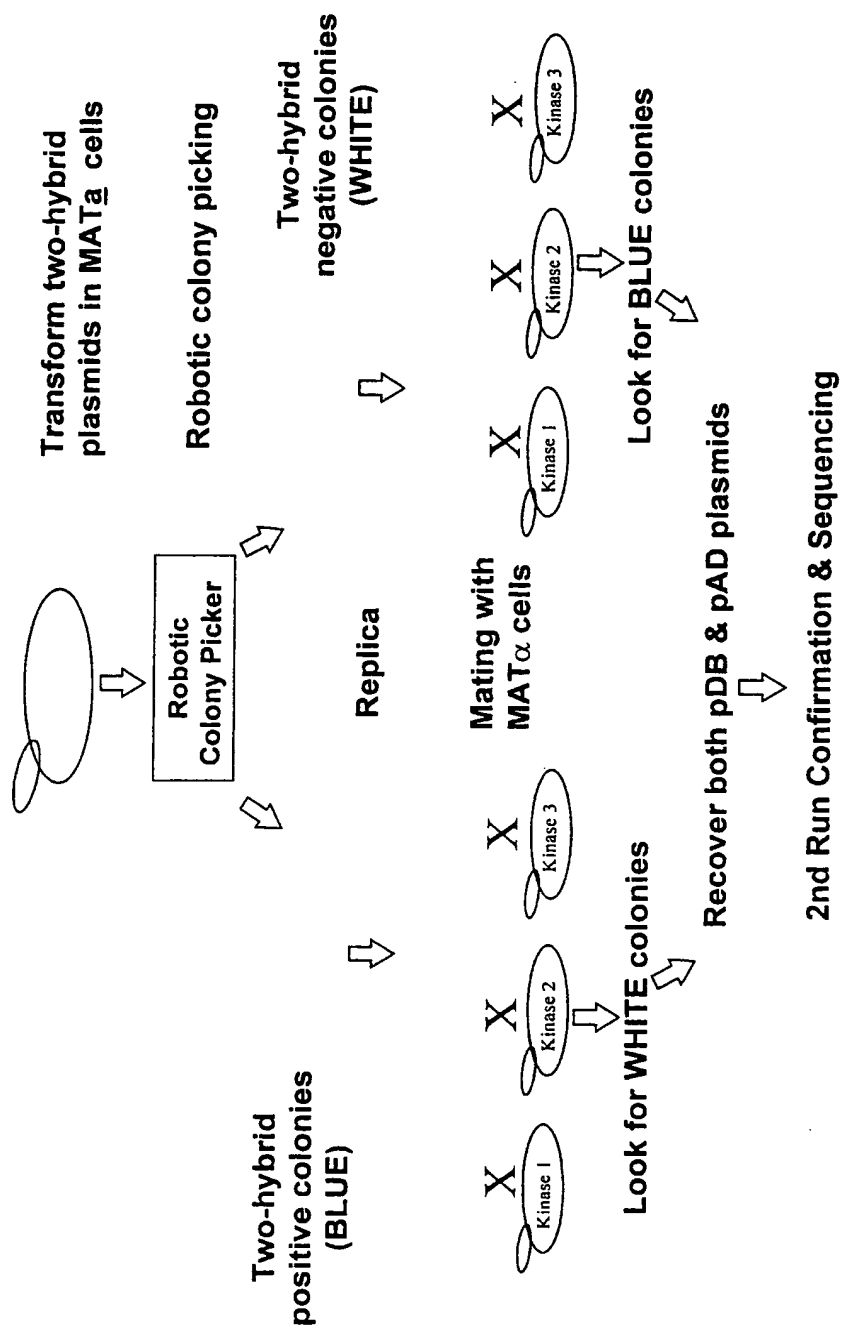 Transform two-hybrid
plasmids in MATa cells
Robotic
Colony Picker
Robotic colony picking
Two-hybrid
positive colonies
(BLUE)
Replica
Two-hybrid
negative colonies
(WHITE)
X
Kinase 1
X
Kinase 2
X
Kinase 3
Mating with
MATα cells
X
Kinase 1
X
Kinase 2
X
Kinase 3
Look for WHITE colonies
Look for BLUE colonies
Recover both pDB & pAD plasmids
2nd Run Confirmation & Sequencing